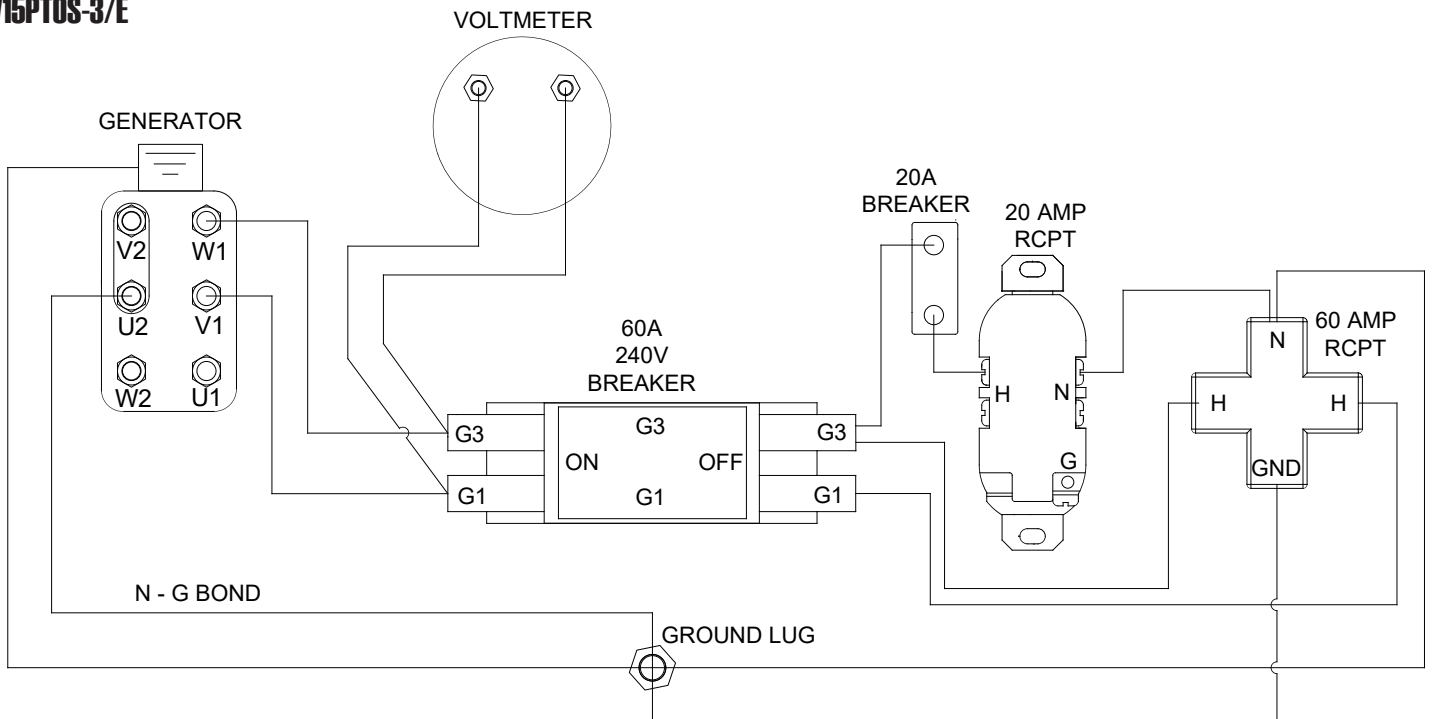 /15PTOS-3/E
VOLTMETER
GENERATOR
V2
W1
U2
V1
W2
U1
20A
BREAKER
20 AMP
RCPT
H
N
G
60 AMP
RCPT
N
H
H
GND
60A
240V
BREAKER
G3
G3
G3
ON
OFF
G1
G1
G1
N - G BOND
GROUND LUG